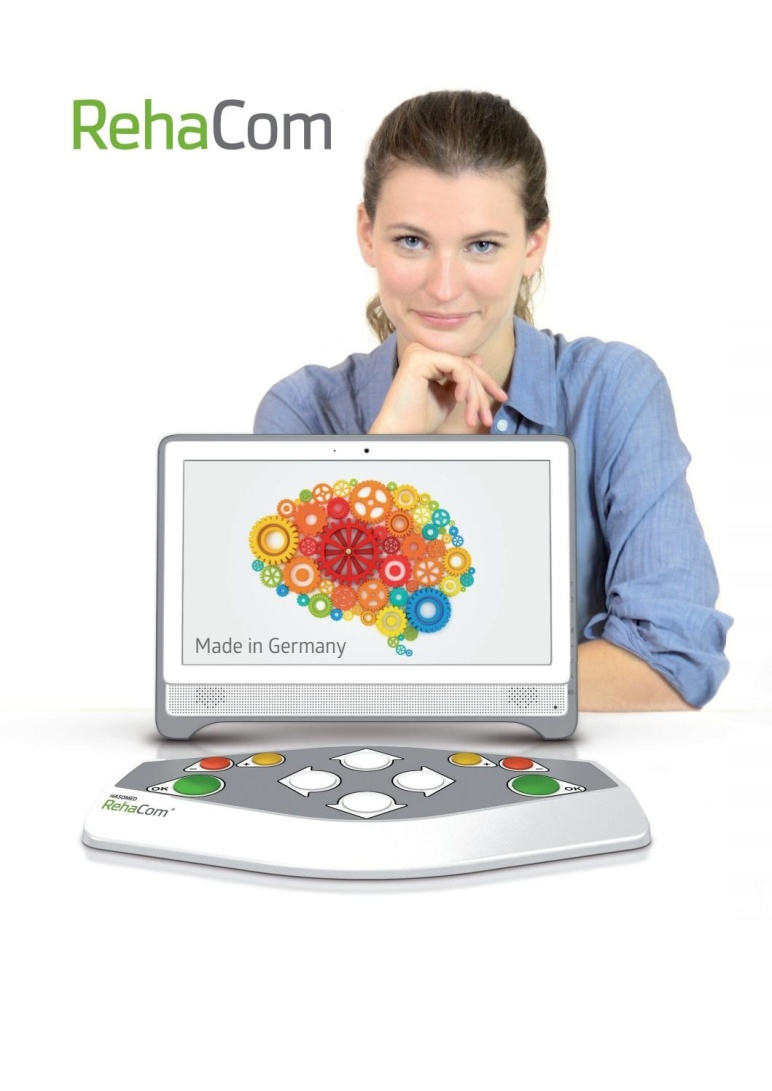 RehaCom
Made in Germany
- + + -
OK OK
HASOMED
RehaCom®